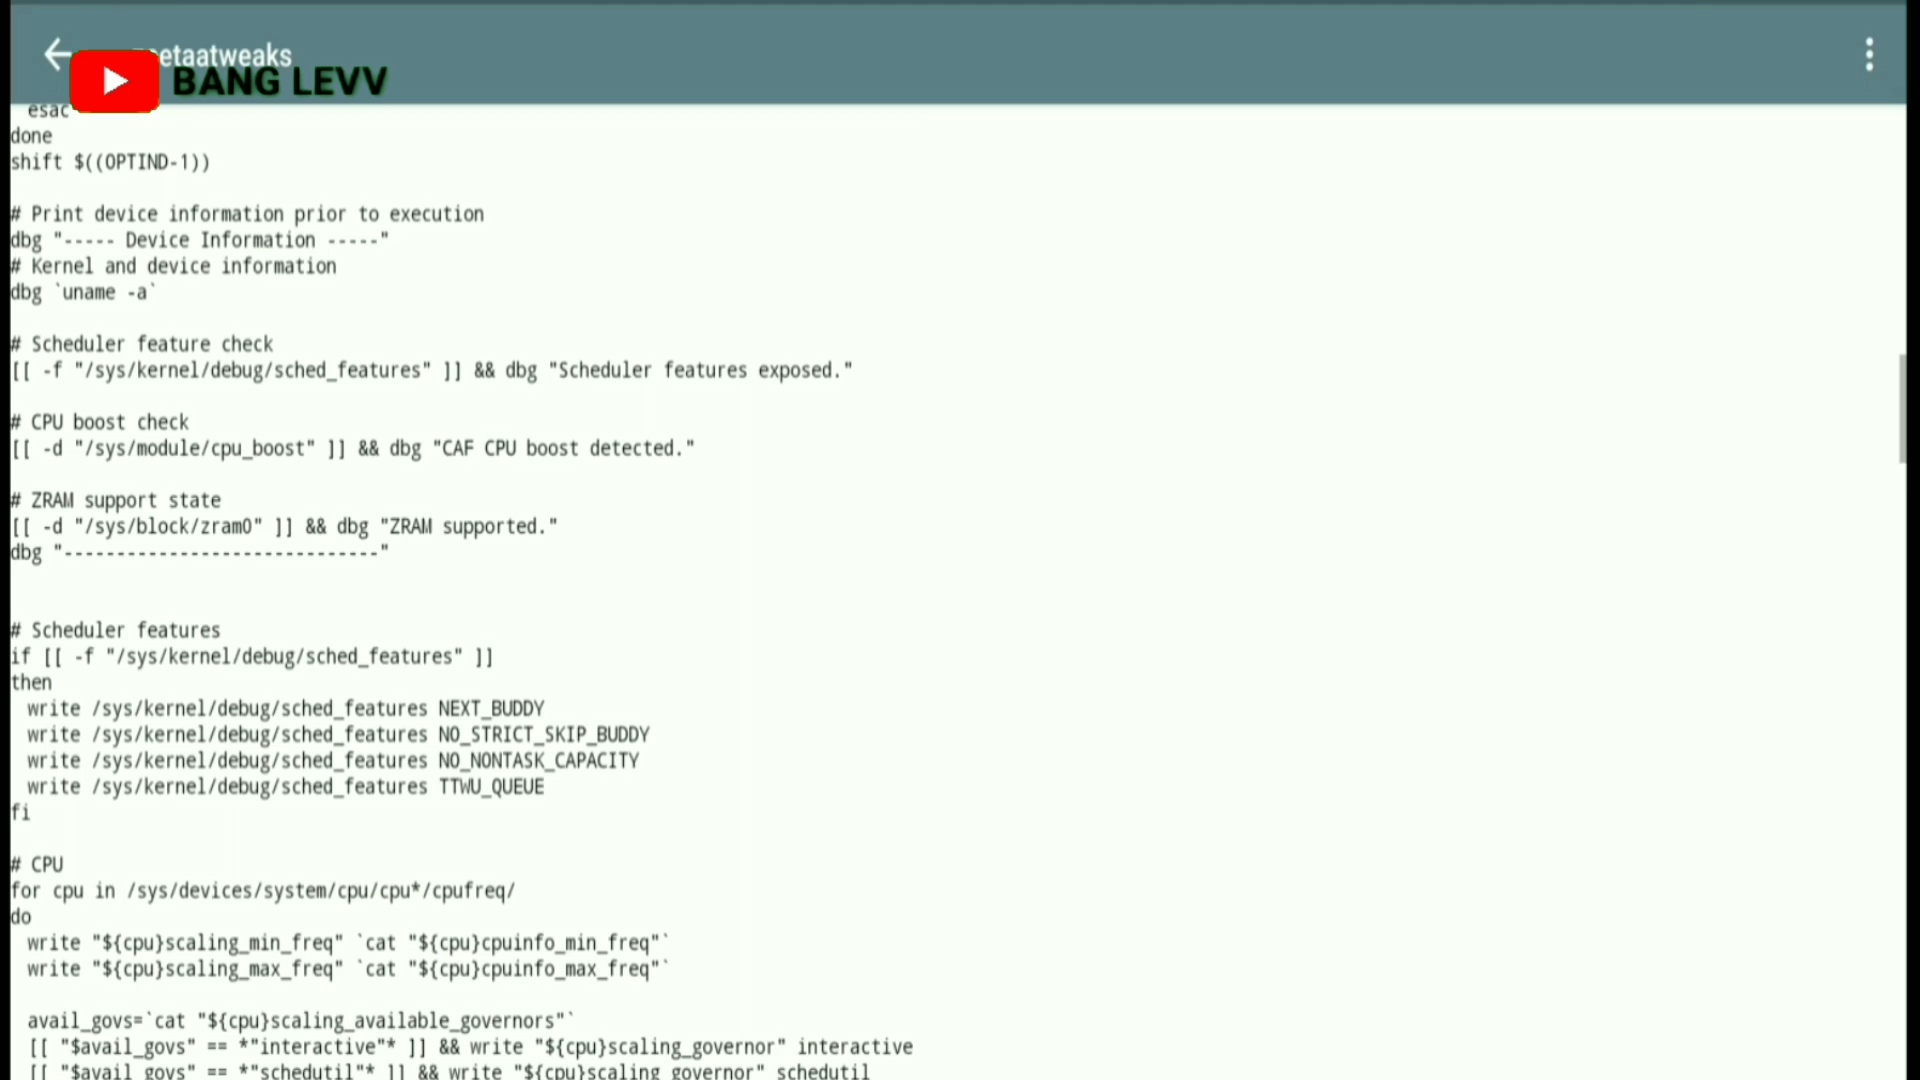 etaatweaks
BANG LEVV
esac
done
shift $((OPTIND-1))
# Print device information prior to execution
dbg "----- Device Information -----"
# Kernel and device information
dbg `uname -a`
# Scheduler feature check
[[ -f "/sys/kernel/debug/sched_features" ]] && dbg "Scheduler features exposed."
# CPU boost check
[[ -d "/sys/module/cpu_boost" ]] && dbg "CAF CPU boost detected."
# ZRAM support state
[[ -d "/sys/block/zram0" ]] && dbg "ZRAM supported."
dbg "------------------------------"
# Scheduler features
if [[ -f "/sys/kernel/debug/sched_features" ]]
then
write /sys/kernel/debug/sched_features NEXT_BUDDY
write /sys/kernel/debug/sched_features NO_STRICT_SKIP_BUDDY
write /sys/kernel/debug/sched_features NO_NONTASK_CAPACITY
write /sys/kernel/debug/sched_features TTWU_QUEUE
fi
# CPU
for cpu in /sys/devices/system/cpu/cpu*/cpufreq/
do
write "${cpu}scaling_min_freq" `cat "${cpu}cpuinfo_min_freq"`
write "${cpu}scaling_max_freq" `cat "${cpu}cpuinfo_max_freq"`
avail_govs=`cat "${cpu}scaling_available_governors"`
[[ "$avail_govs" == *"interactive"* ]] && write "${cpu}scaling_governor" interactive
[[ "$avail_govs" == *"schedutil"* ]] && write "${cpu}scaling_governor" schedutil